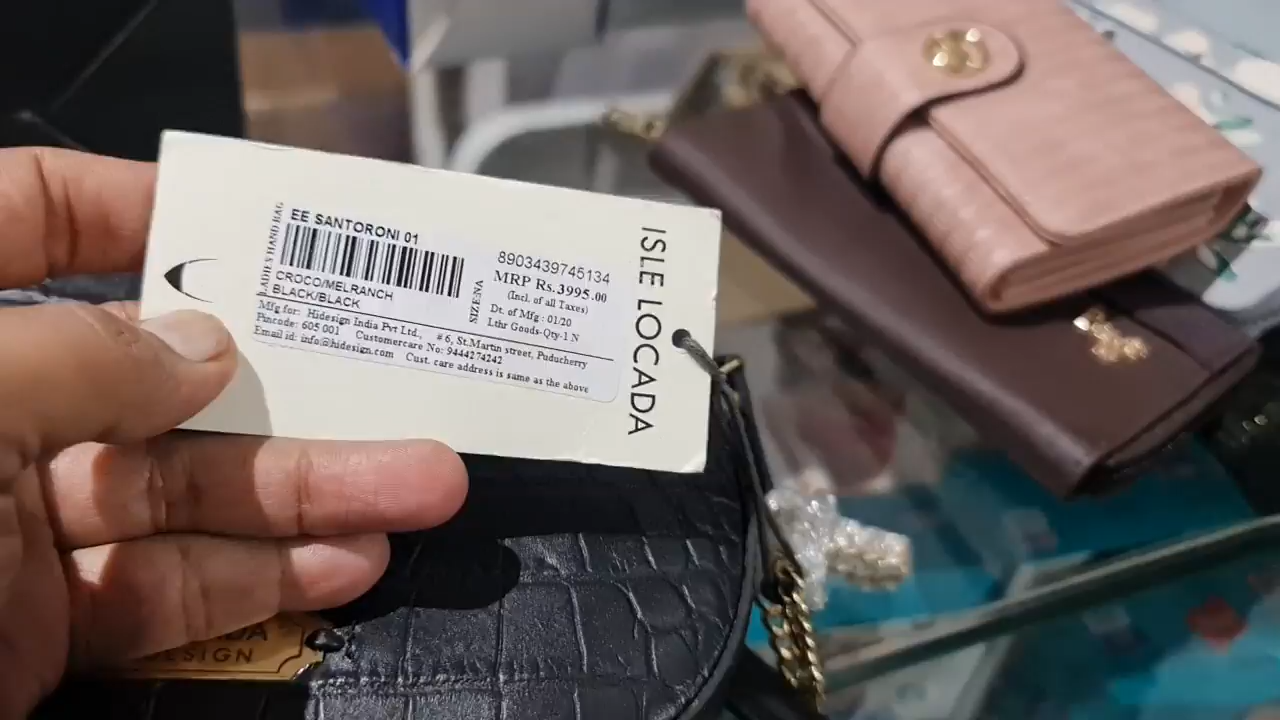 LADIES HAND BAG
EE SANTORONI 01
CROCO/MELRANCH
BLACK/BLACK
SIZE:NA
8903439745134
MRP Rs.3995.00
(Incl. of all Taxes)
Dt. of Mfg : 01/20
Lthr Goods-Qty-1 N
Mfg for: Hidesign India Pvt Ltd., # 6, St.Martin street, Puducherry
Pincode: 605 001 Customercare No: 9444274242
Email id: info@hidesign.com Cust. care address is same as the above
ISLE LOCADA
DA
ESIGN